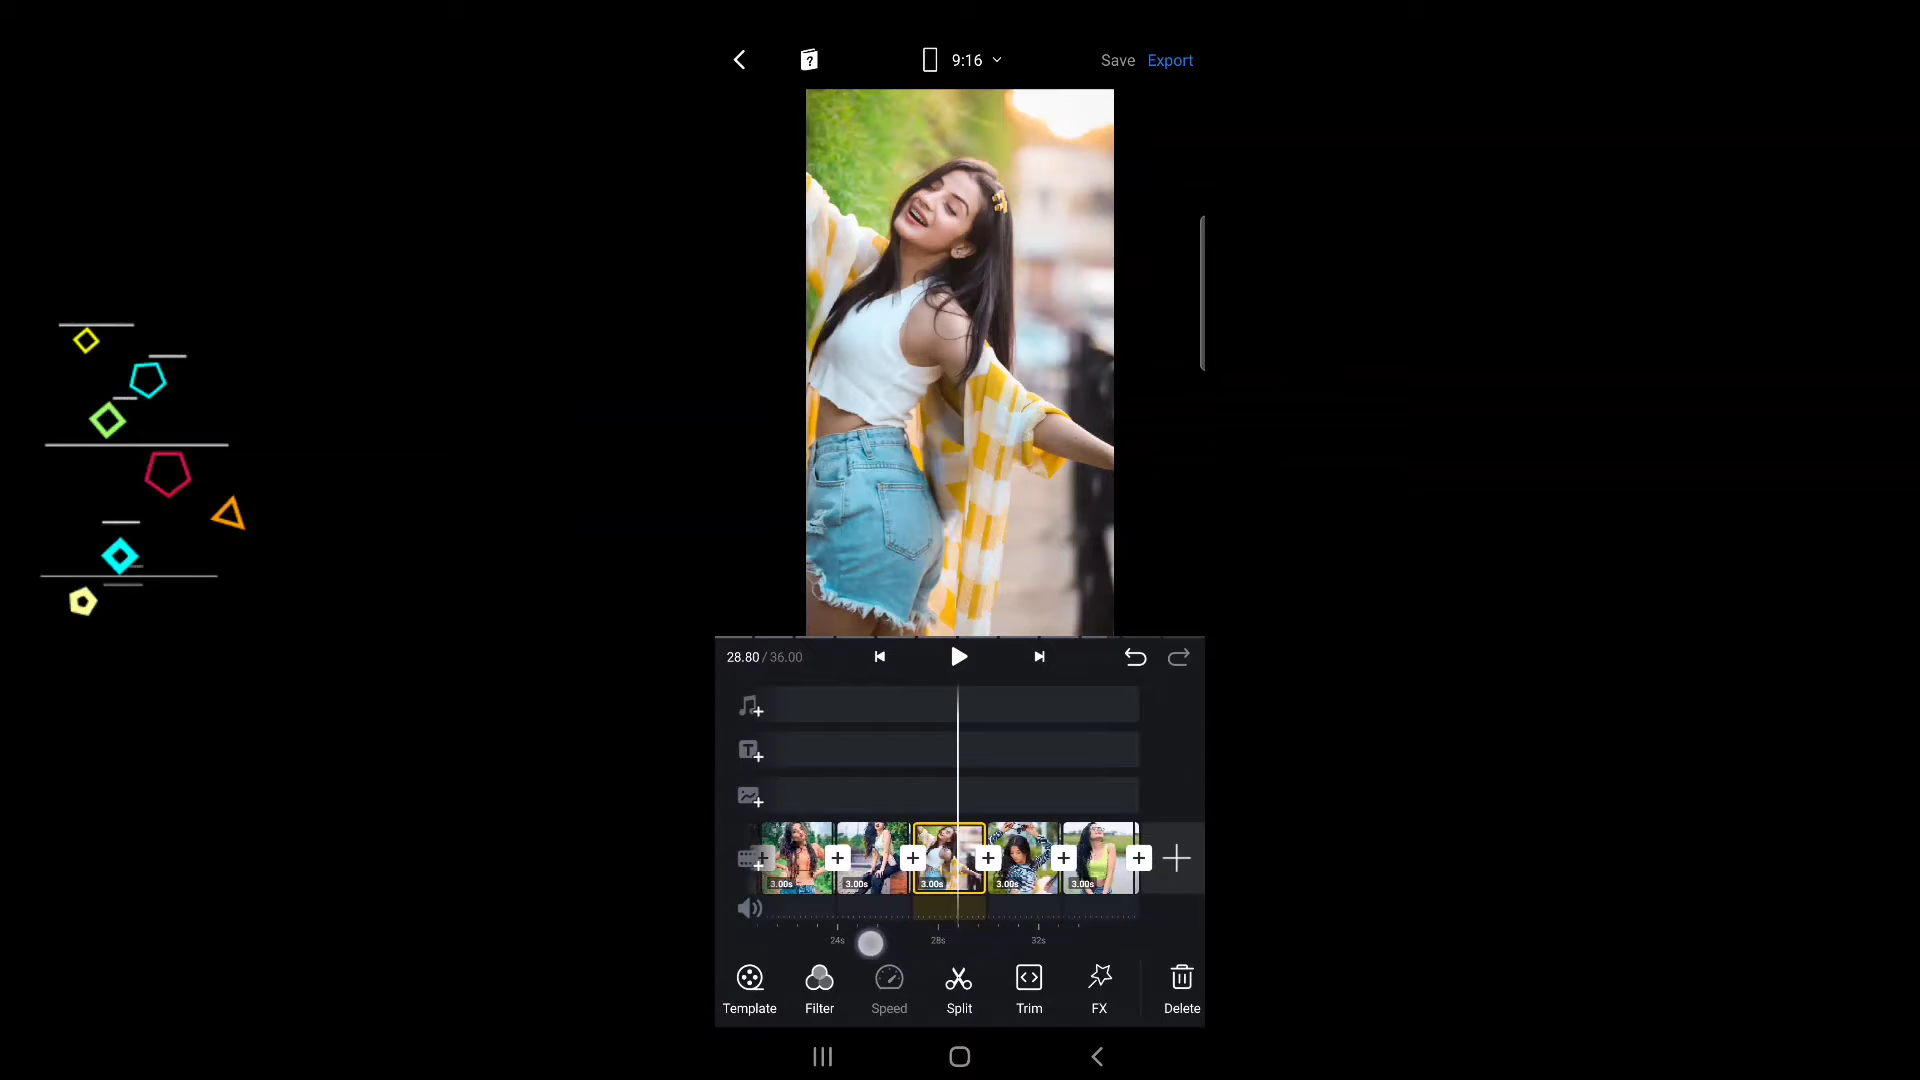 9:16
Save Export
28.80 / 36.00
3.00s 3.00s 3.00s 3.00s 3.00s
24s 28s 32s
Template Filter Speed Split Trim FX Delete